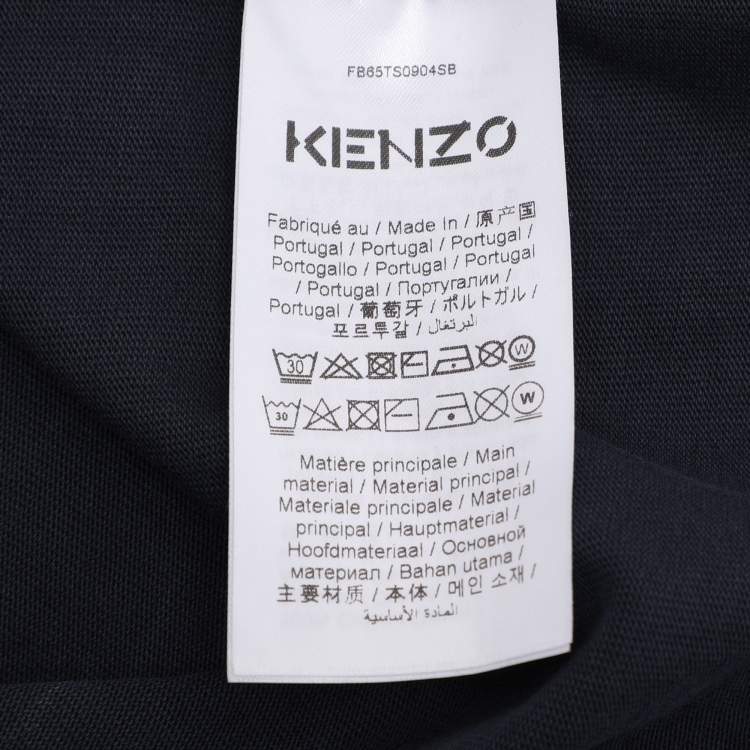 FB65TS0904SB
KENZO
Fabriqué au / Made in / 原产国
Portugal / Portugal / Portugal /
Portogallo / Portugal / Portugal
/ Portugal / Португалии /
Portugal / 葡萄牙 / ポルトガル /
포르투갈 / البرتغال
30 W
30 W
Matière principale / Main
material / Material principal /
Materiale principale / Material
principal / Hauptmaterial /
Hoofdmateriaal / Основной
материал / Bahan utama /
主要材质 / 本体 / 메인 소재 /
المادة الأساسية